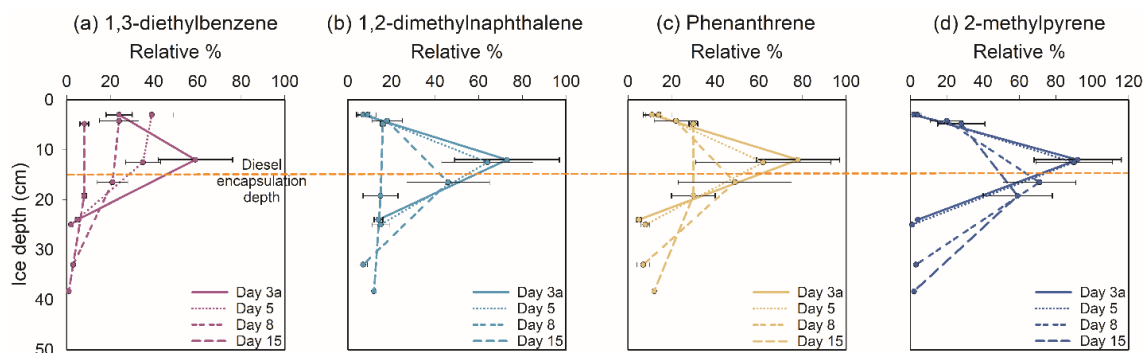 (a) 1,3-diethylbenzene
(b) 1,2-dimethylnaphthalene
(c) Phenanthrene
(d) 2-methylpyrene
Relative %
Relative %
Relative %
Relative %
0 20 40 60 80 100
0 20 40 60 80 100
0 20 40 60 80 100
0 20 40 60 80 100 120
Ice depth (cm)
0
10
20
30
40
50
Diesel
encapsulation
depth
Day 3a
Day 5
Day 8
Day 15
Day 3a
Day 5
Day 8
Day 15
Day 3a
Day 5
Day 8
Day 15
Day 3a
Day 5
Day 8
Day 15